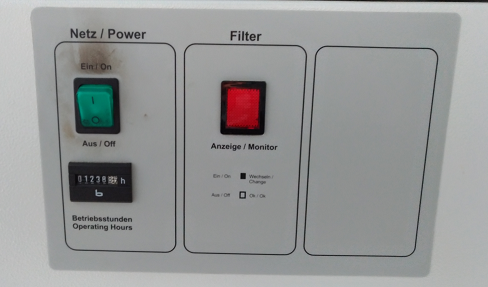 Netz / Power
Ein / On
I
O
Aus / Off
h
Betriebsstunden
Operating Hours
Filter
Anzeige / Monitor
Ein / On Wechseln /
Change
Aus / Off Ok / Ok